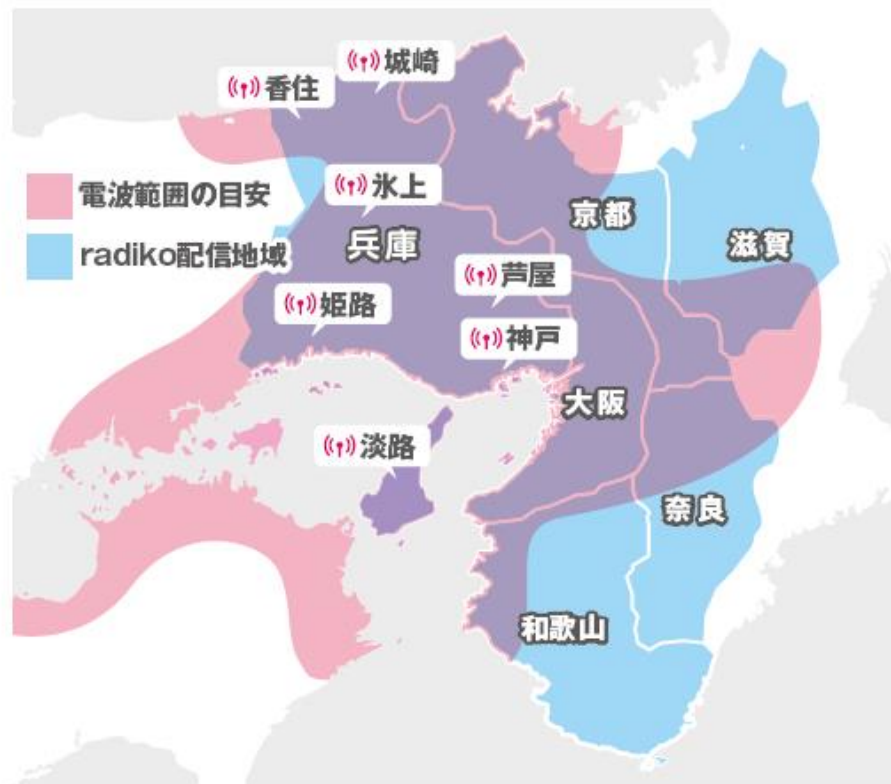 城崎
香住
電波範囲の目安
radiko配信地域
氷上
京都
滋賀
兵庫
芦屋
姫路
神戸
大阪
淡路
奈良
和歌山